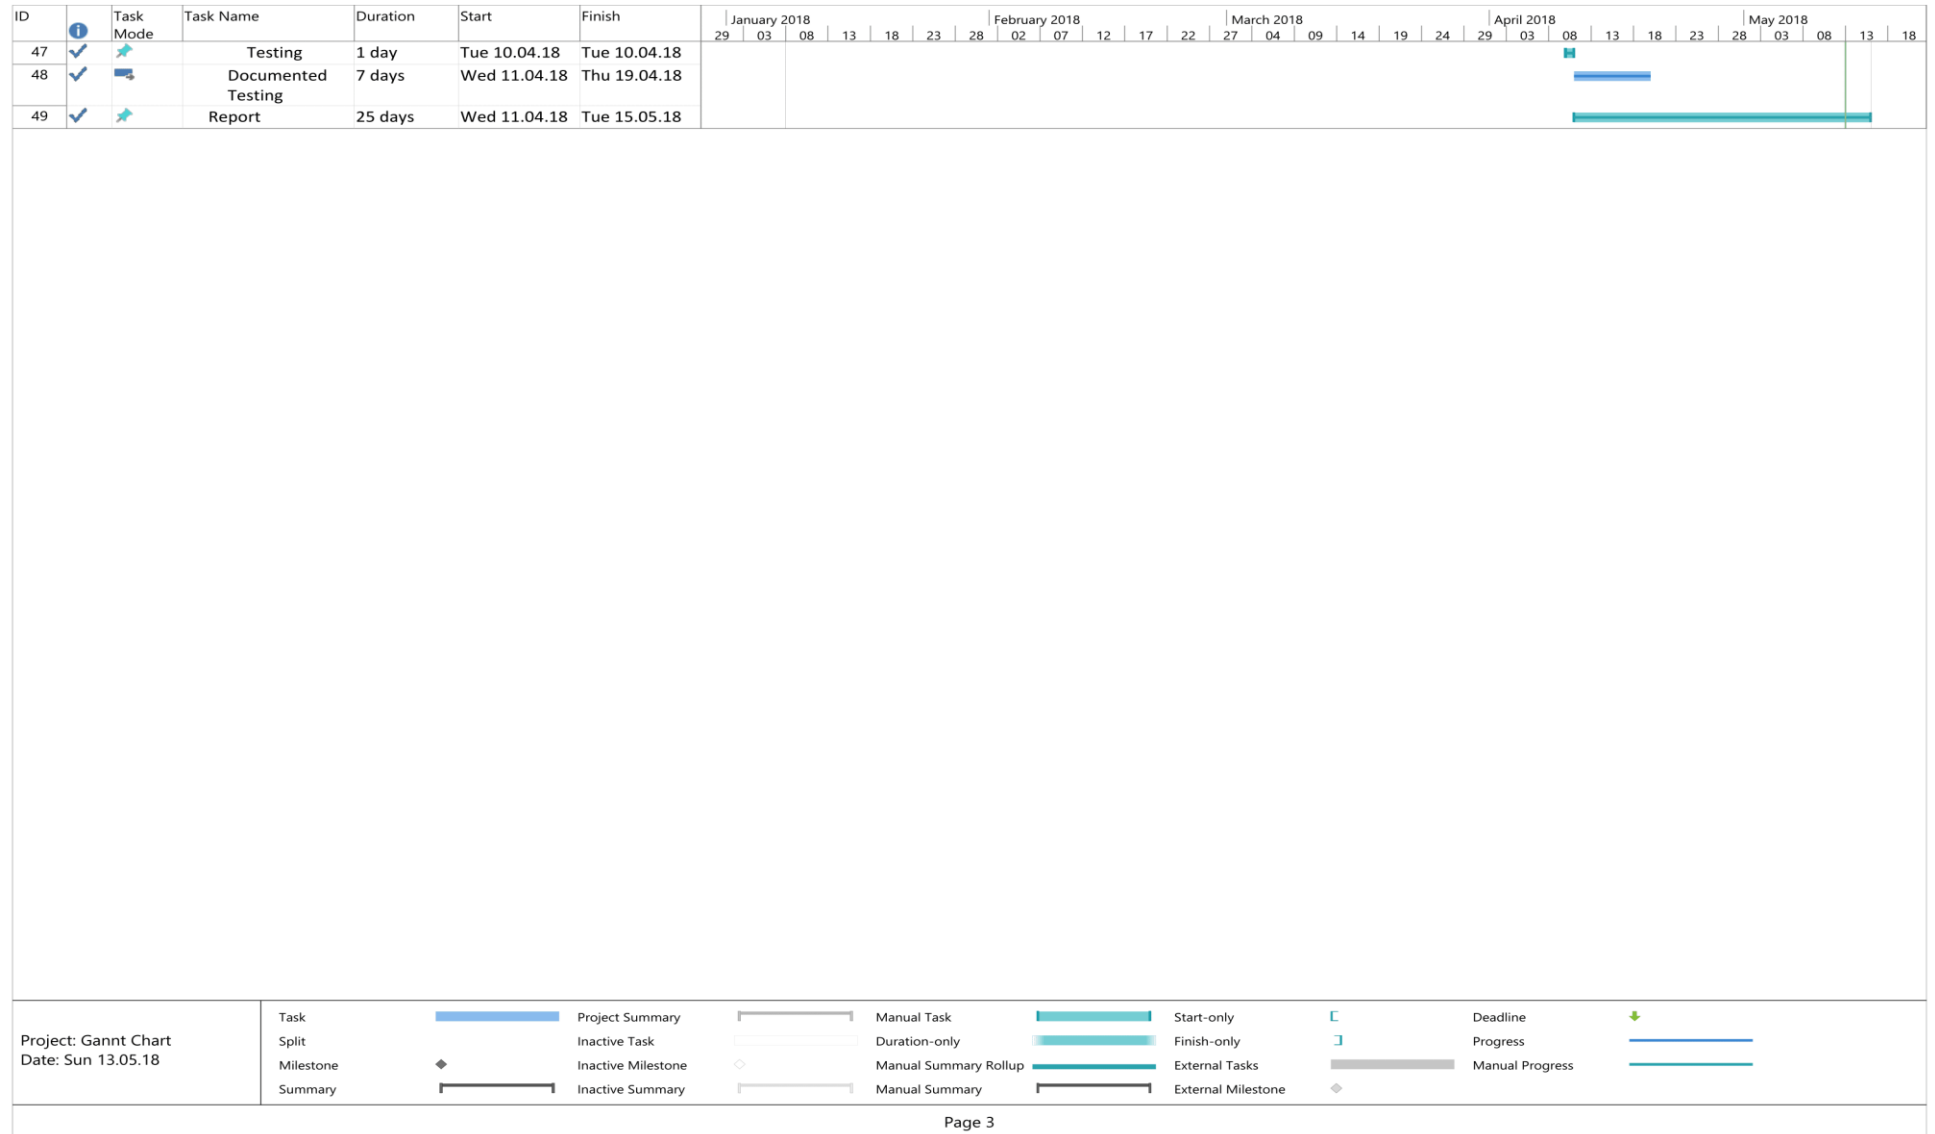 ID Task Mode Task Name Duration Start Finish
January 2018 February 2018 March 2018 April 2018 May 2018
29 03 08 13 18 23 28 02 07 12 17 22 27 04 09 14 19 24 29 03 08 13 18 23 28 03 08 13 18
47 Testing 1 day Tue 10.04.18 Tue 10.04.18
48 Documented Testing 7 days Wed 11.04.18 Thu 19.04.18
49 Report 25 days Wed 11.04.18 Tue 15.05.18
Project: Gannt Chart
Date: Sun 13.05.18
Task
Split
Milestone
Summary
Project Summary
Inactive Task
Inactive Milestone
Inactive Summary
Manual Task
Duration-only
Manual Summary Rollup
Manual Summary
Start-only
Finish-only
External Tasks
External Milestone
Deadline
Progress
Manual Progress
Page 3